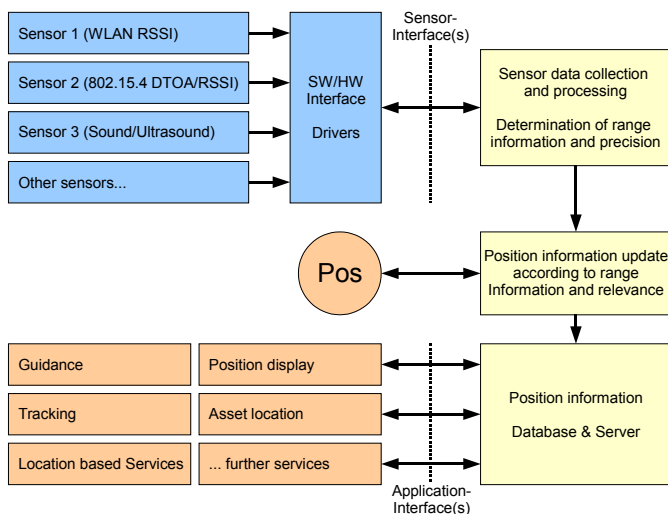 Sensor 1 (WLAN RSSI)
Sensor 2 (802.15.4 DTOA/RSSI)
Sensor 3 (Sound/Ultrasound)
Other sensors...
SW/HW
Interface
Drivers
Sensor-
Interface(s)
Sensor data collection
and processing
Determination of range
information and precision
Pos
Position information update
according to range
Information and relevance
Guidance
Position display
Tracking
Asset location
Location based Services
... further services
Position information
Database & Server
Application-
Interface(s)